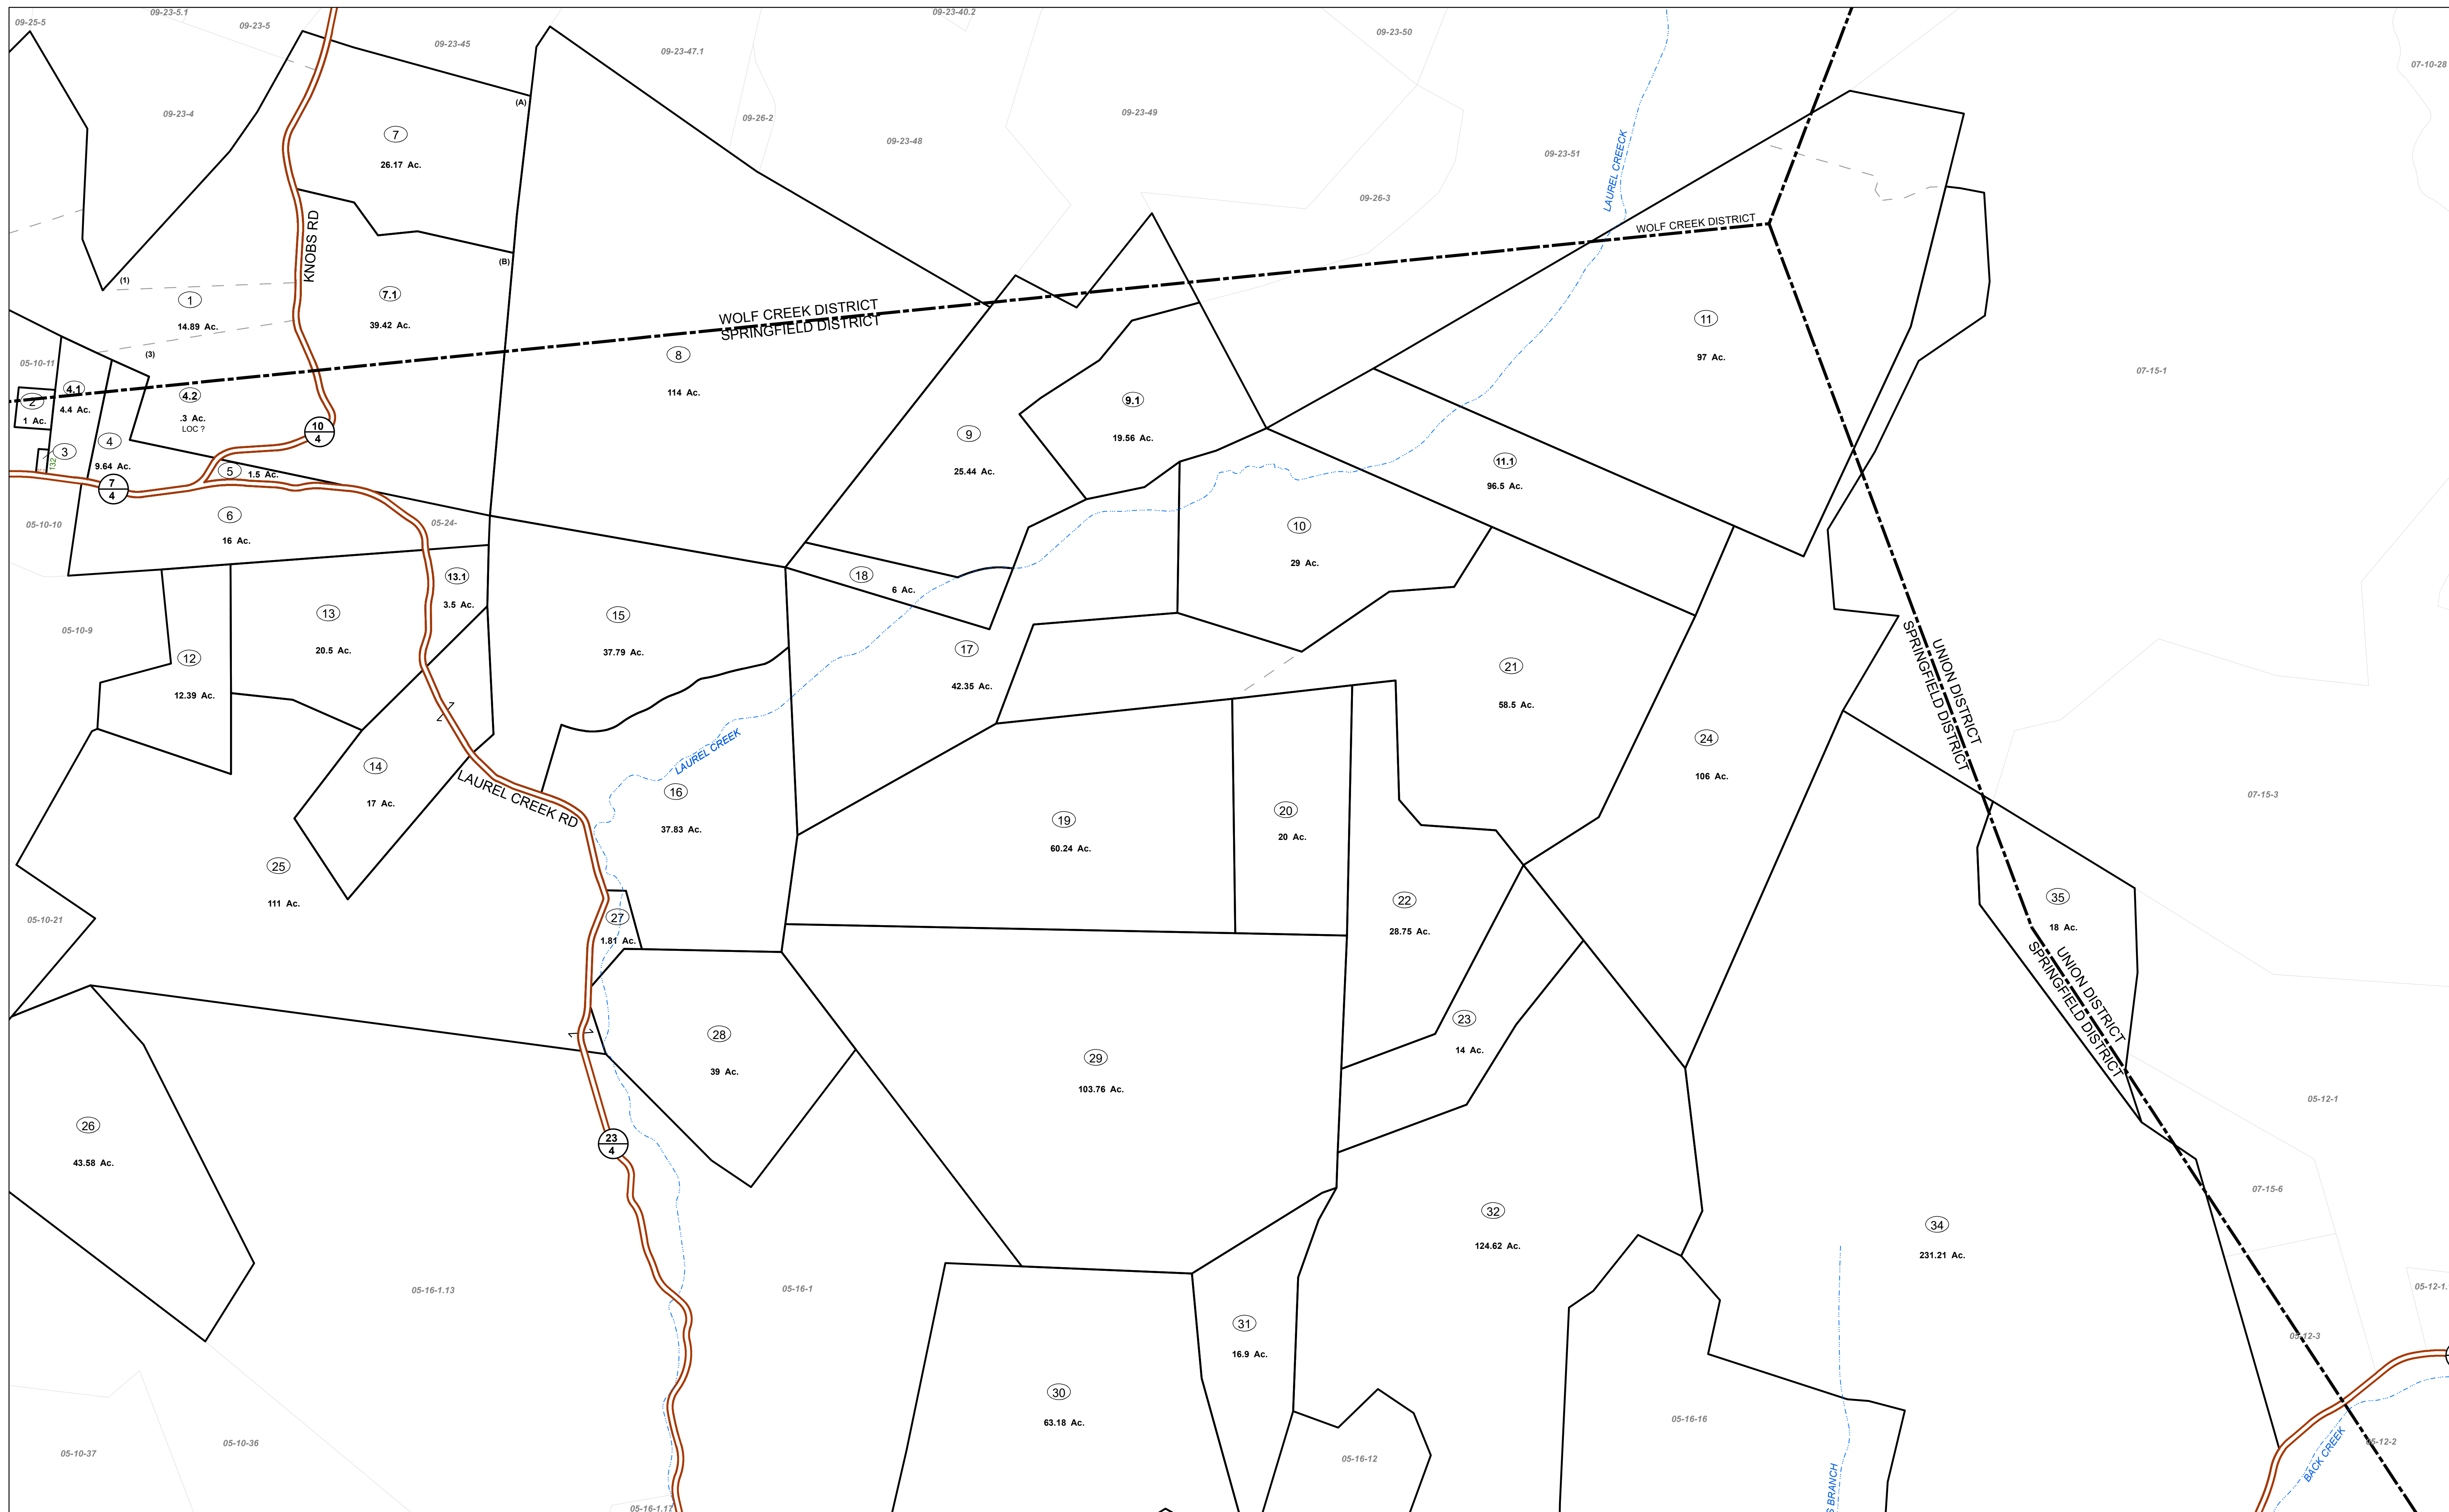 09-25-5
09-23-5.1
09-23-5
09-23-45
09-23-47.1
09-23-40.2
09-23-50
07-10-28
09-23-4
(A)
7
26.17 Ac.
09-26-2
09-23-48
09-23-49
09-23-51
09-26-3
LAUREL CREECK
WOLF CREEK DISTRICT
KNOBS RD
(B)
(1)
1
14.89 Ac.
(3)
7.1
39.42 Ac.
WOLF CREEK DISTRICT
SPRINGFIELD DISTRICT
8
114 Ac.
11
97 Ac.
07-15-1
05-10-11
2
1 Ac.
4.1
4.4 Ac.
4.2
.3 Ac.
LOC ?
10
4
9.1
19.56 Ac.
9
25.44 Ac.
3
132
4
9.64 Ac.
5
1.5 Ac.
7
4
11.1
96.5 Ac.
05-10-10
6
16 Ac.
05-24-
10
29 Ac.
13.1
3.5 Ac.
18
6 Ac.
05-10-9
13
20.5 Ac.
15
37.79 Ac.
12
12.39 Ac.
17
42.35 Ac.
21
58.5 Ac.
UNION DISTRICT
SPRINGFIELD DISTRICT
14
17 Ac.
LAUREL CREEK RD
LAUREL CREEK
16
37.83 Ac.
24
106 Ac.
07-15-3
19
60.24 Ac.
20
20 Ac.
25
111 Ac.
05-10-21
27
1.81 Ac.
22
28.75 Ac.
35
18 Ac.
UNION DISTRICT
SPRINGFIELD DISTRICT
28
39 Ac.
29
103.76 Ac.
23
14 Ac.
05-12-1
26
43.58 Ac.
23
4
07-15-6
32
124.62 Ac.
34
231.21 Ac.
05-16-1.13
05-16-1
05-12-1.
31
16.9 Ac.
05-12-3
30
63.18 Ac.
05-16-16
05-10-37
05-10-36
05-16-12
05-12-2
BACK CREEK
S BRANCH
05-16-1.17